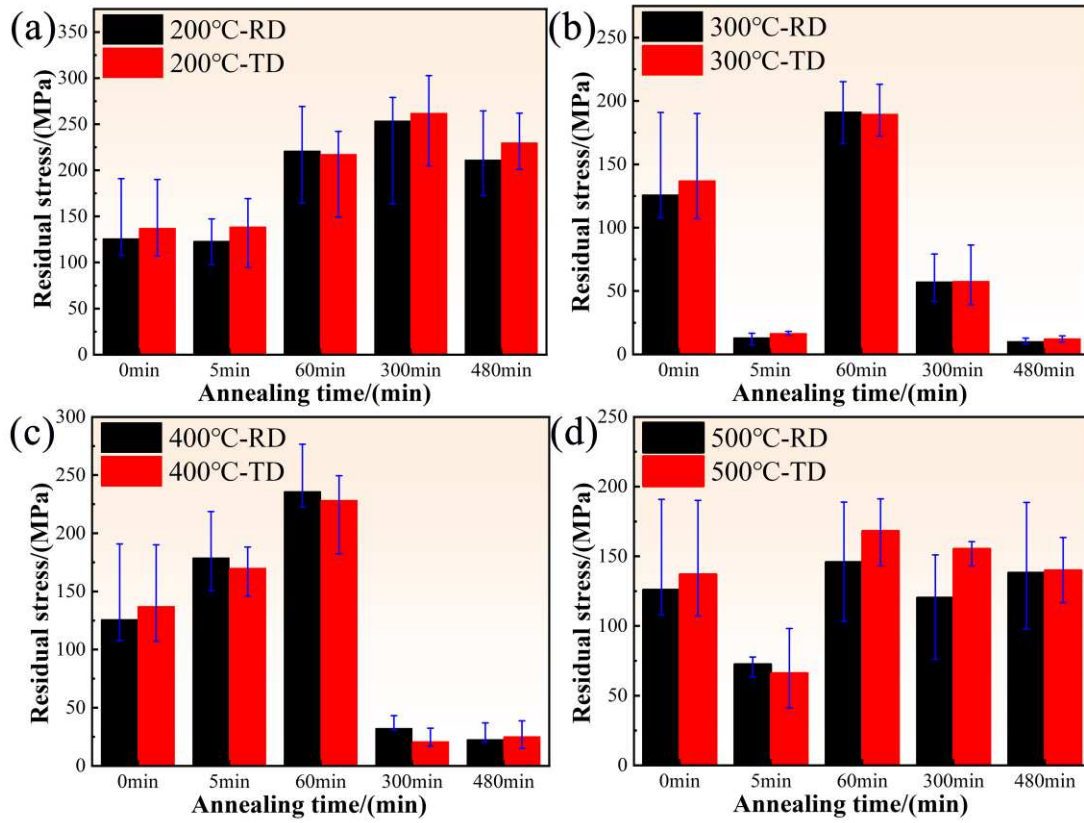 (a)
200°C-RD
200°C-TD
Residual stress/(MPa)
350
300
250
200
150
100
50
0
0min 5min 60min 300min 480min
Annealing time/(min)
(b)
300°C-RD
300°C-TD
Residual stress/(MPa)
250
200
150
100
50
0
0min 5min 60min 300min 480min
Annealing time/(min)
(c)
400°C-RD
400°C-TD
Residual stress/(MPa)
300
250
200
150
100
50
0
0min 5min 60min 300min 480min
Annealing time/(min)
(d)
500°C-RD
500°C-TD
Residual stress/(MPa)
250
200
150
100
50
0
0min 5min 60min 300min 480min
Annealing time/(min)